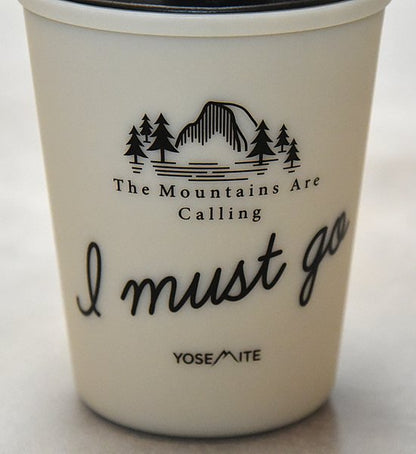 The Mountains Are
Calling
I must go
YOSEMITE